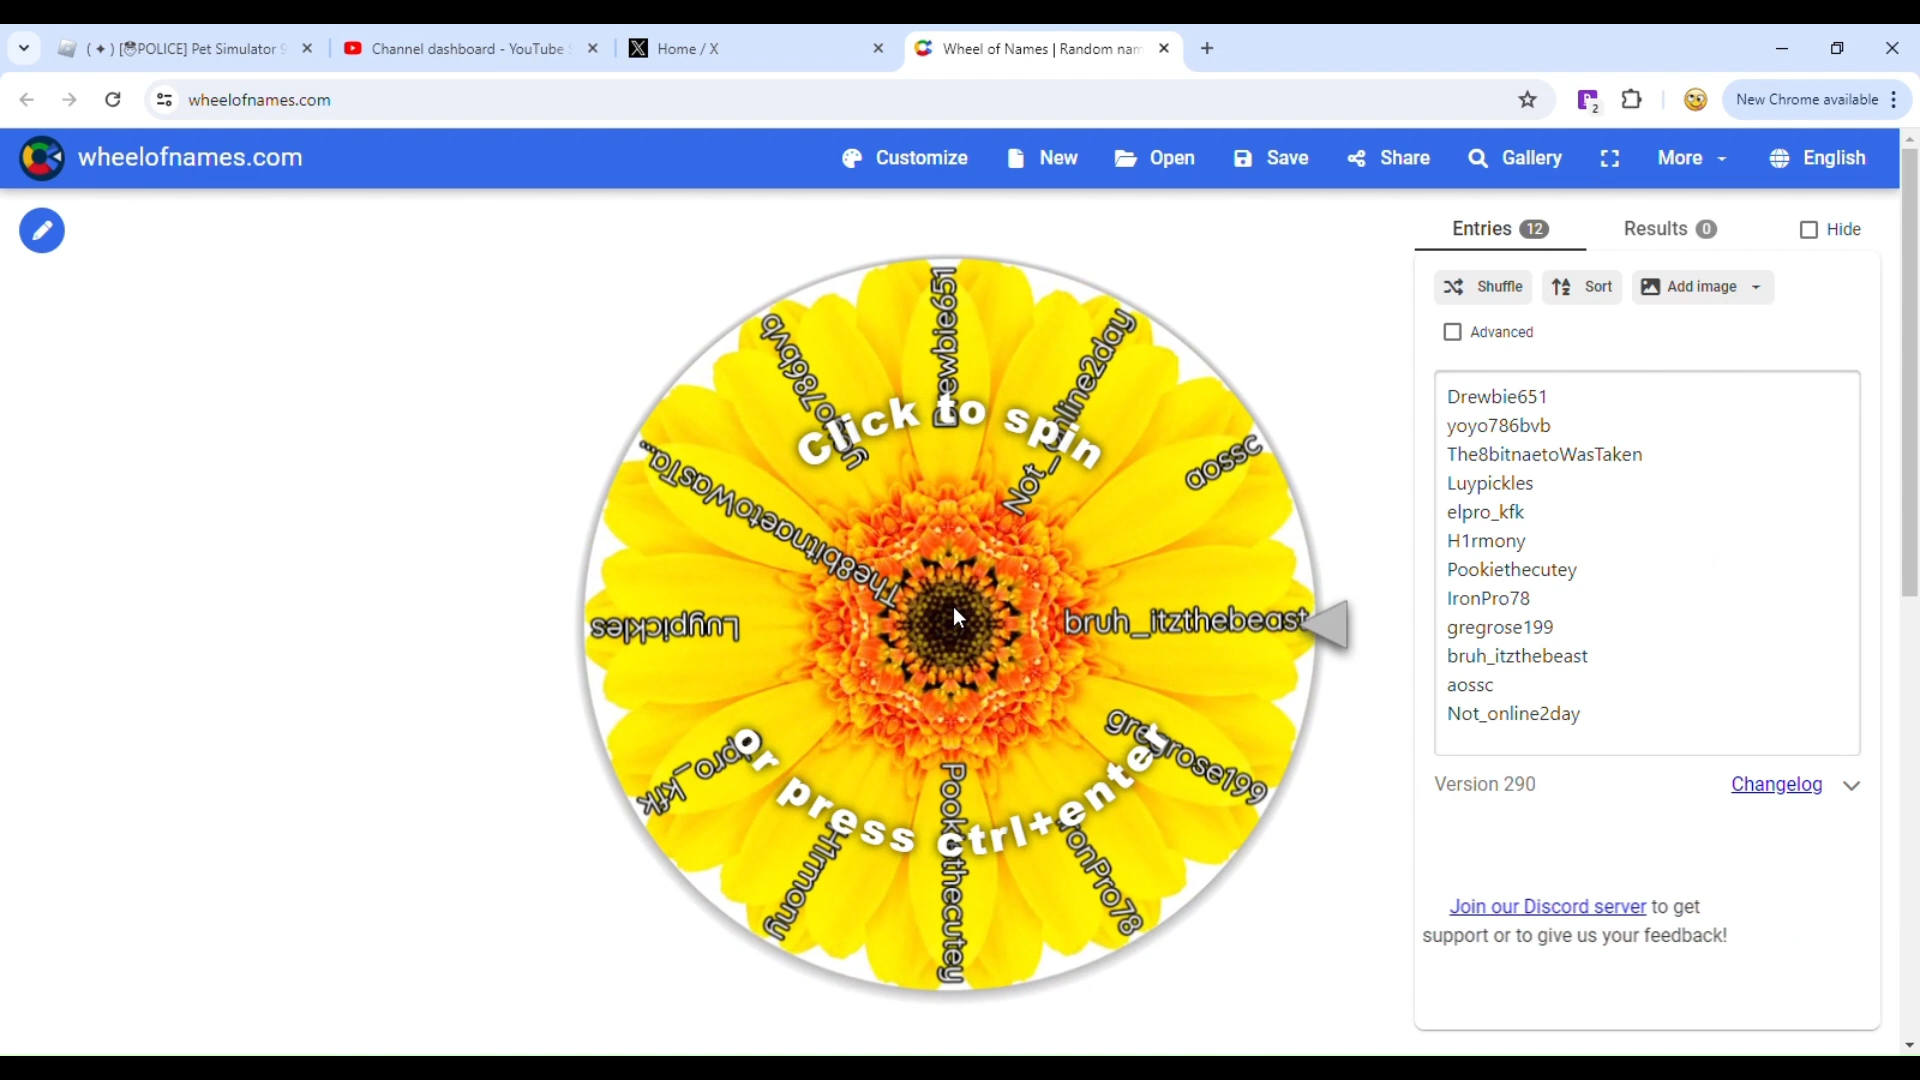 ( ✦ ) [POLICE] Pet Simulator 9
Channel dashboard - YouTube S
Home / X
Wheel of Names | Random nam
wheelofnames.com
2
New Chrome available
wheelofnames.com
Customize
New
Open
Save
Share
Gallery
More
English
Entries 12
Results 0
Hide
Shuffle
Sort
Add image
Advanced
Drewbie651
yoyo786bvb
The8bitnaetoWasTaken
Luypickles
elpro_kfk
H1rmony
Pookiethecutey
IronPro78
gregrose199
bruh_itzthebeast
aossc
Not_online2day
Version 290
Changelog
Join our Discord server to get
support or to give us your feedback!
Click to spin
or press ctrl+enter
Drewbie651
Not_online2day
aossc
bruh_itzthebeast
gregrose199
IronPro78
Pookiethecutey
H1rmony
elpro_kfk
Luypickles
The8bitnaetoWasTa...
yoyo786bvb